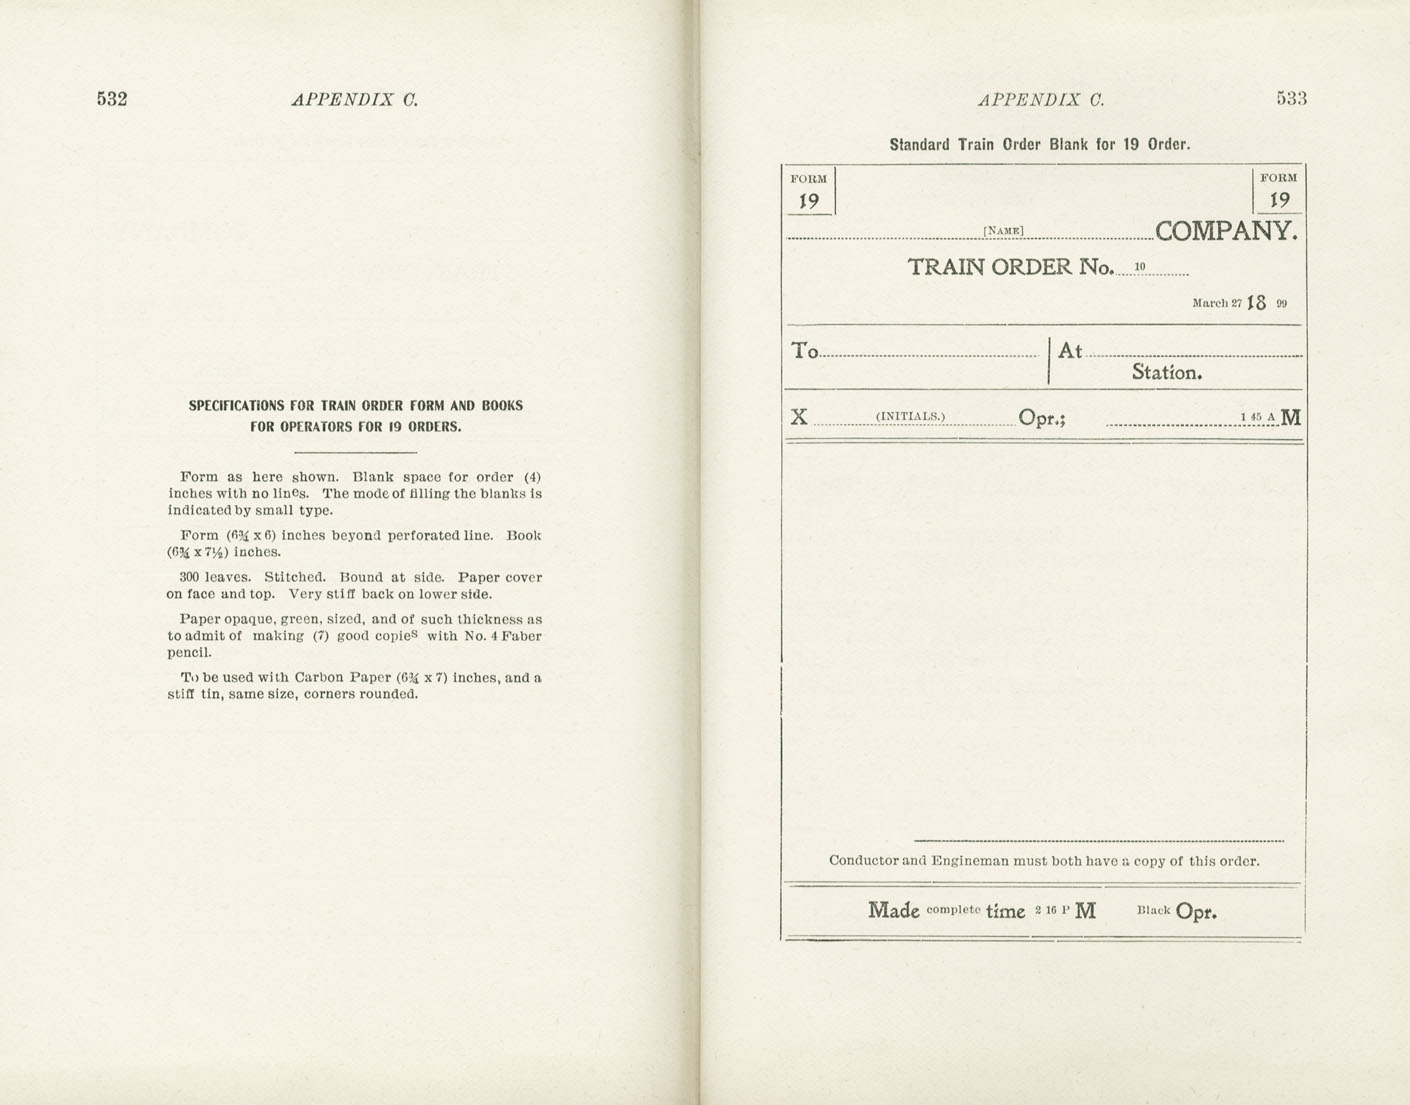 532
APPENDIX C.
SPECIFICATIONS FOR TRAIN ORDER FORM AND BOOKS
FOR OPERATORS FOR 19 ORDERS.
Form as here shown. Blank space for order (4)
inches with no lines. The mode of filling the blanks is
indicated by small type.
Form (6¾ x 6) inches beyond perforated line. Book
(6¾ x 7½) inches.
300 leaves. Stitched. Bound at side. Paper cover
on face and top. Very stiff back on lower side.
Paper opaque, green, sized, and of such thickness as
to admit of making (7) good copies with No. 4 Faber
pencil.
To be used with Carbon Paper (6¾ x 7) inches, and a
stiff tin, same size, corners rounded.
APPENDIX C.
533
Standard Train Order Blank for 19 Order.
FORM
19
FORM
19
[NAME] COMPANY.
TRAIN ORDER No. 10
March 27 18 99
To
At
Station.
X (INITIALS.) Opr.; 1 45 A M
Conductor and Engineman must both have a copy of this order.
Made complete time 2 16 P M Black Opr.